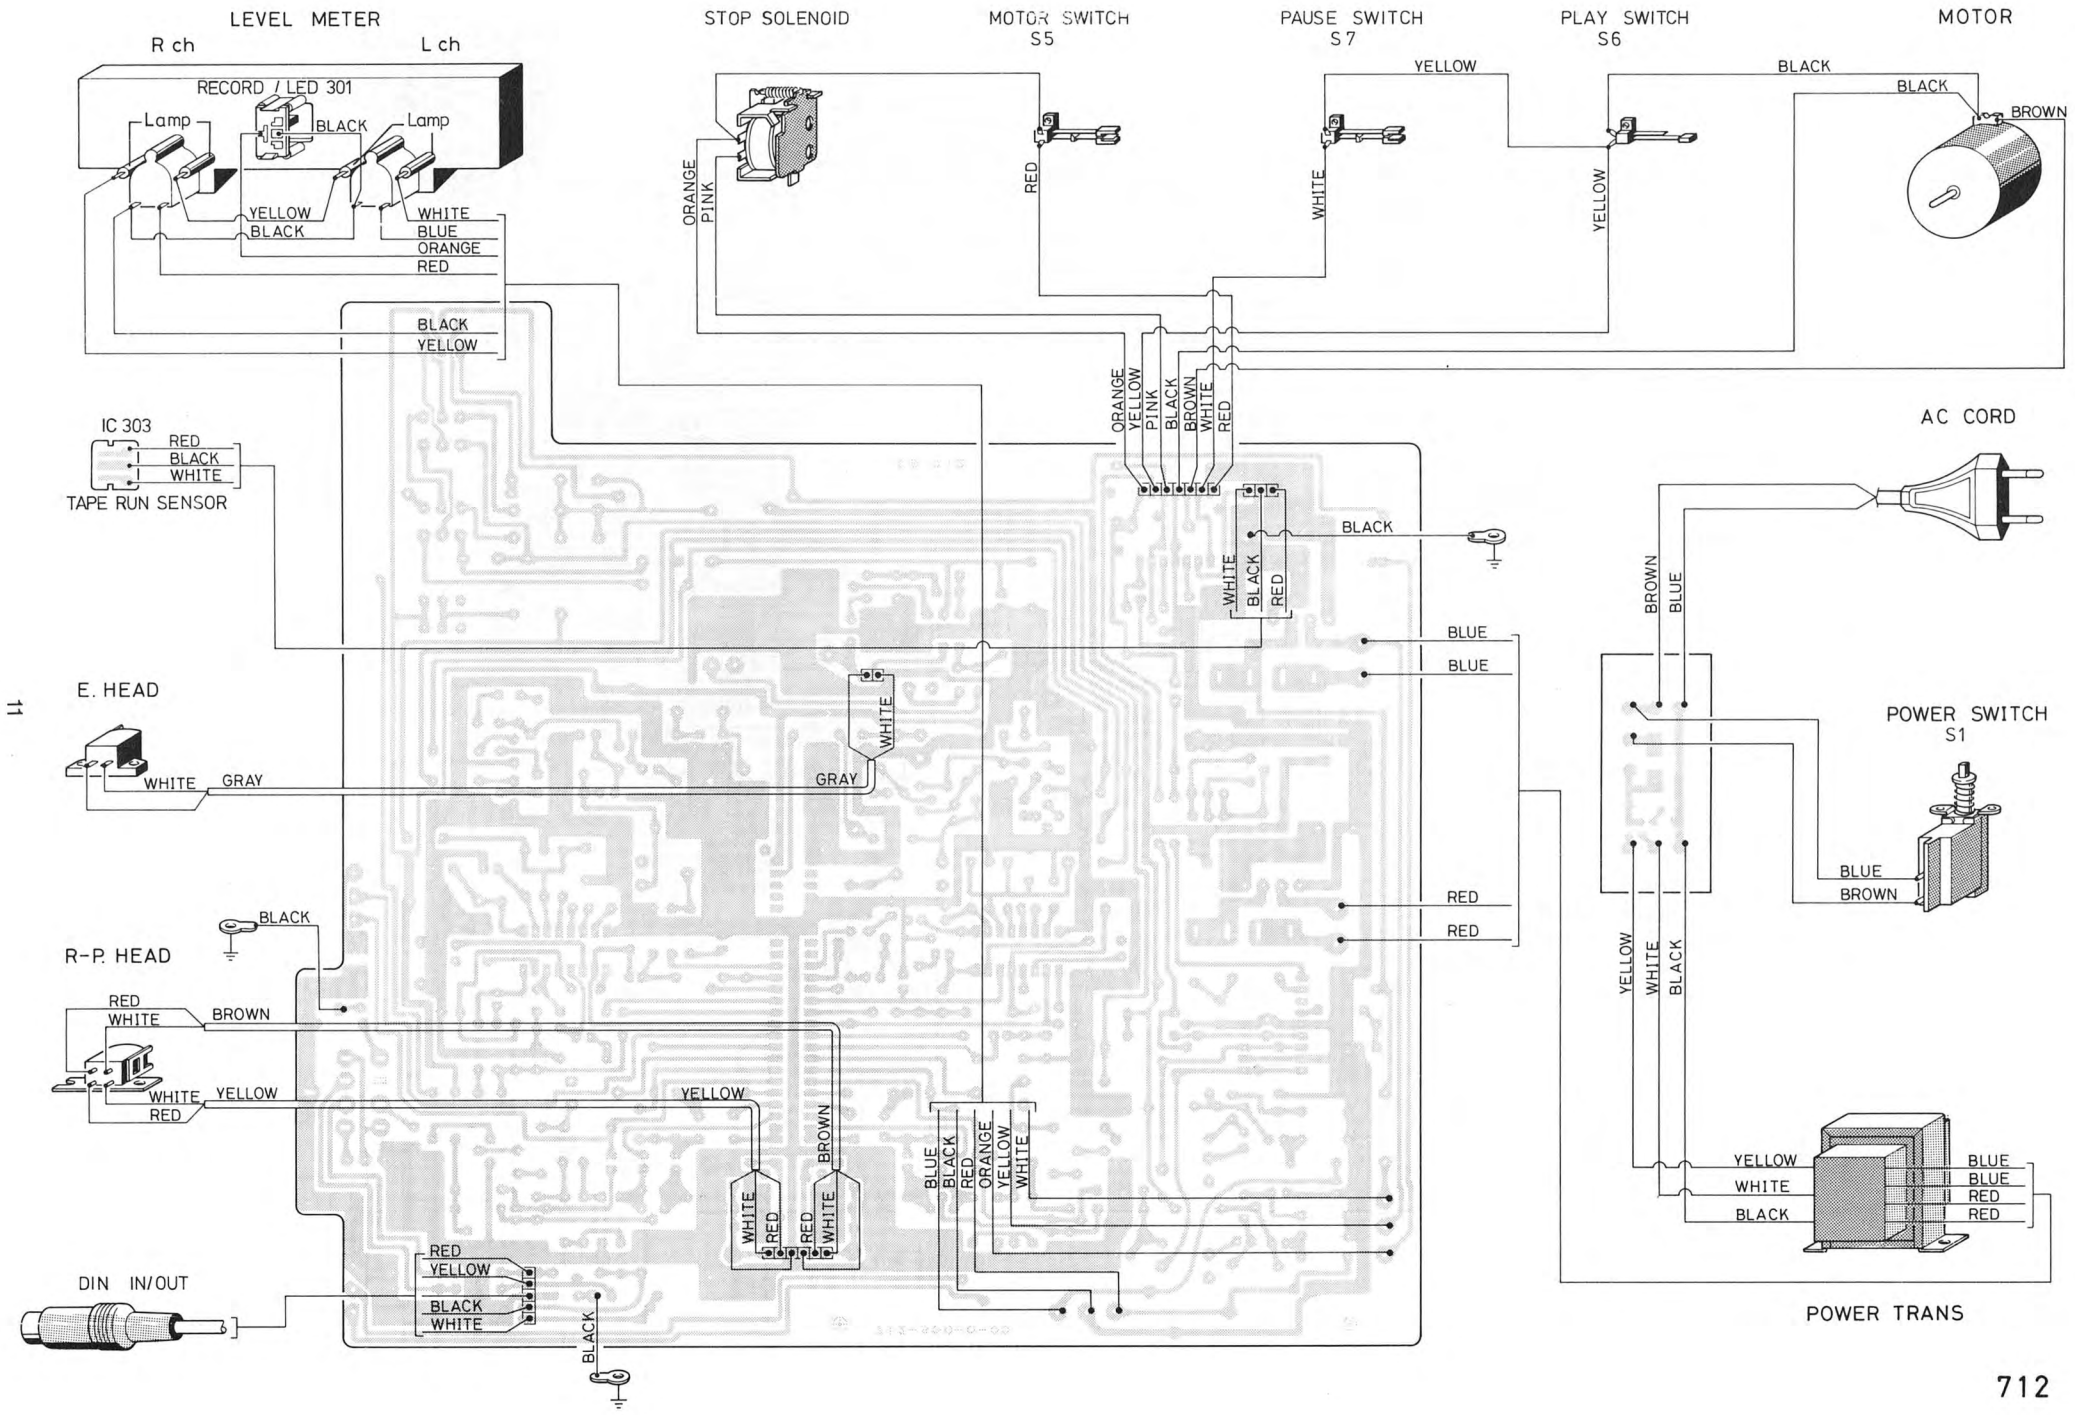 LEVEL METER
R ch
L ch
RECORD / LED 301
Lamp
BLACK
Lamp
YELLOW
BLACK
WHITE
BLUE
ORANGE
RED
BLACK
YELLOW
STOP SOLENOID
ORANGE
PINK
MOTOR SWITCH
S5
RED
PAUSE SWITCH
S7
WHITE
YELLOW
PLAY SWITCH
S6
YELLOW
BLACK
BLACK
MOTOR
BROWN
ORANGE
YELLOW
PINK
BLACK
BROWN
WHITE
RED
IC 303
RED
BLACK
WHITE
TAPE RUN SENSOR
WHITE
BLACK
RED
BLACK
AC CORD
BROWN
BLUE
BLUE
BLUE
E. HEAD
WHITE
GRAY
GRAY
WHITE
11
POWER SWITCH
S1
BLUE
BROWN
RED
RED
YELLOW
WHITE
BLACK
BLACK
R-P. HEAD
RED
WHITE
BROWN
WHITE
YELLOW
RED
YELLOW
BROWN
WHITE
RED
RED
WHITE
BLUE
BLACK
RED
ORANGE
YELLOW
WHITE
YELLOW
WHITE
BLACK
BLUE
BLUE
RED
RED
POWER TRANS
DIN IN/OUT
RED
YELLOW
BLACK
WHITE
BLACK
712